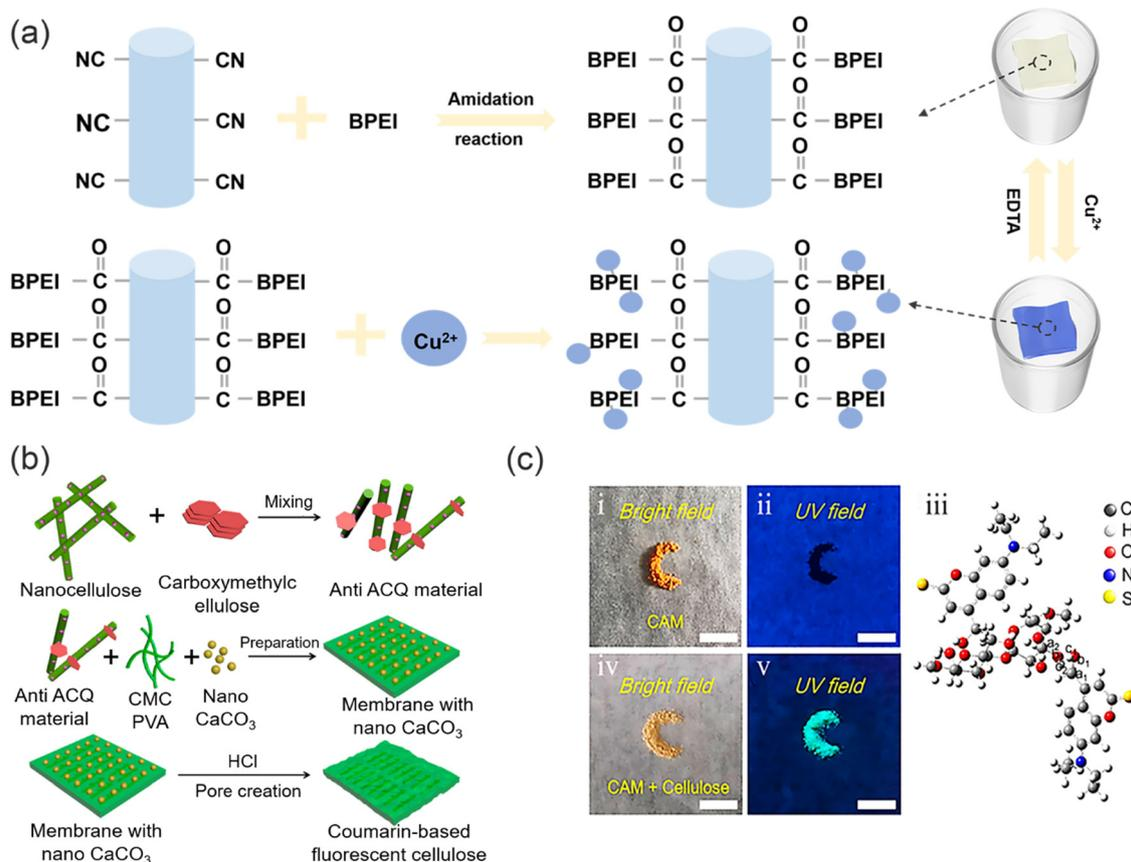 (a)
NC
CN
NC
CN
NC
CN
BPEI
Amidation
reaction
O
O
BPEI
C
C
BPEI
O
O
BPEI
C
C
BPEI
O
O
BPEI
C
C
BPEI
EDTA
Cu2+
O
O
BPEI
C
C
BPEI
O
O
BPEI
C
C
BPEI
O
O
BPEI
C
C
BPEI
Cu2+
O
O
BPEI
C
C
BPEI
O
O
BPEI
C
C
BPEI
O
O
BPEI
C
C
BPEI
(b)
+
Mixing
Nanocellulose
Carboxymethylc
ellulose
Anti ACQ material
+
+
Preparation
Anti ACQ
material
CMC
PVA
Nano
CaCO3
Membrane with
nano CaCO3
HCl
Pore creation
Membrane with
nano CaCO3
Coumarin-based
fluorescent cellulose
(c)
i
Bright field
CAM
ii
UV field
iii
C
H
O
N
S
iv
Bright field
CAM + Cellulose
v
UV field